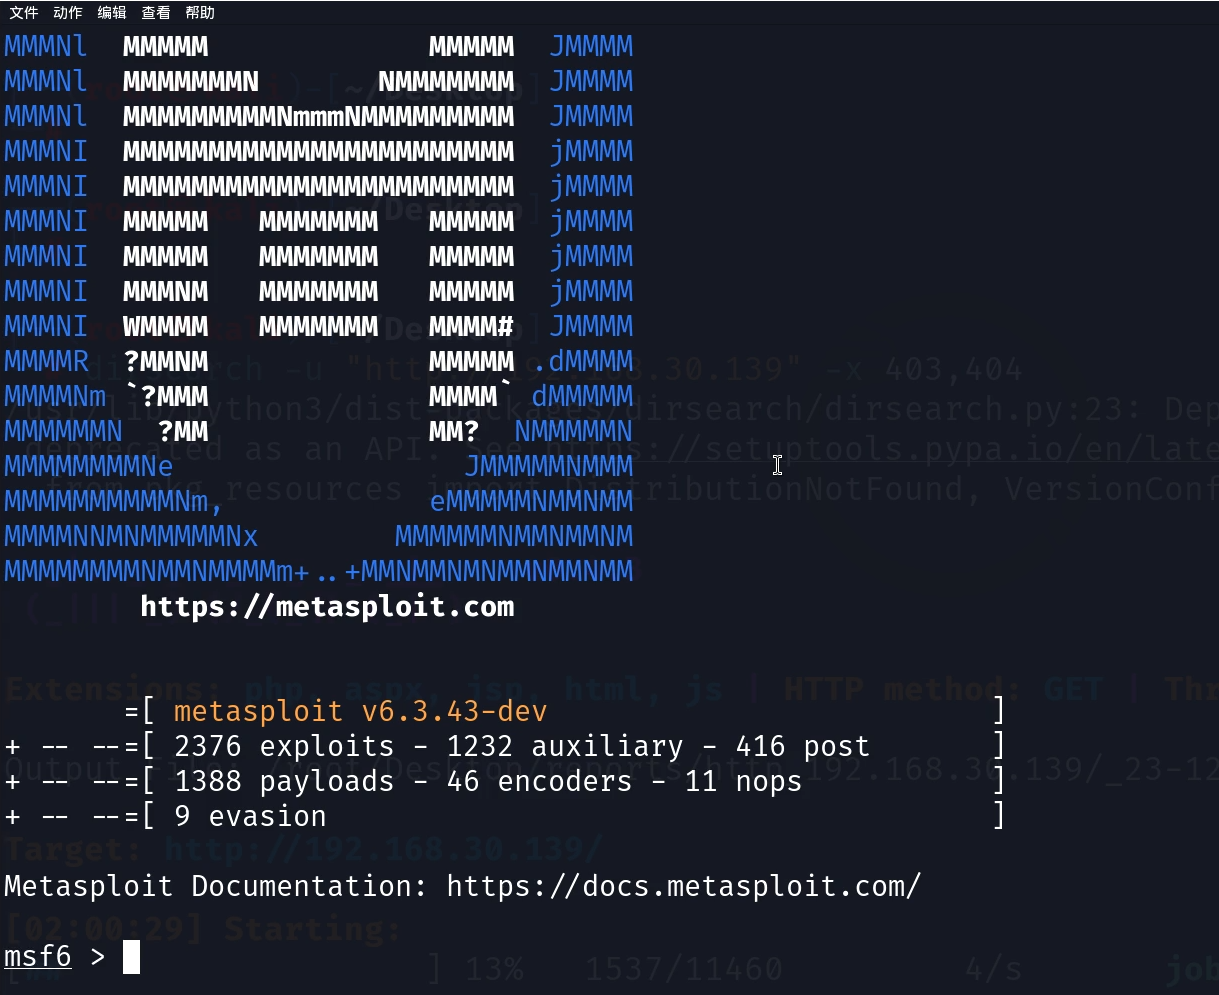 文件 动作 编辑 查看 帮助
MMMNl  MMMMM             MMMMM  JMMMM
MMMNl  MMMMMMMN       NMMMMMMMM  JMMMM
MMMNl  MMMMMMMMMNmmmNMMMMMMMMMM  JMMMM
MMMNI  MMMMMMMMMMMMMMMMMMMMMMM  jMMMM
MMMNI  MMMMMMMMMMMMMMMMMMMMMMM  jMMMM
MMMNI  MMMMM   MMMMMMM   MMMMM  jMMMM
MMMNI  MMMMM   MMMMMMM   MMMMM  jMMMM
MMMNI  MMMNM   MMMMMMM   MMMMM  jMMMM
MMMNI  WMMMM   MMMMMMM   MMMM#  JMMMM
MMMMR  ?MMNM             MMMMM .dMMMM
MMMMNm `?MMM             MMMM` dMMMMM
MMMMMMN  ?MM             MM?  NMMMMMN
MMMMMMMMNe                 JMMMMMNMMM
MMMMMMMMMMNm,            eMMMMMNMMNMM
MMMMNNMNMMMMMNx        MMMMMMNMMNMMNM
MMMMMMMMNMMNMMMMm+..+MMNMMNMNMMNMMNMM
https://metasploit.com
=[ metasploit v6.3.43-dev ]
+ -- --=[ 2376 exploits - 1232 auxiliary - 416 post ]
+ -- --=[ 1388 payloads - 46 encoders - 11 nops ]
+ -- --=[ 9 evasion ]
Metasploit Documentation: https://docs.metasploit.com/
msf6 >